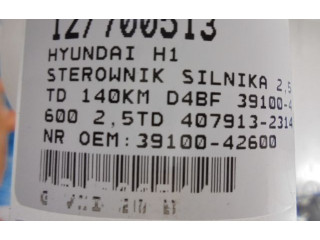 127700513
HYUNDAI H1
STEROWNIK SILNIKA 2,5
TD 140KM D4BF 39100-4
600 2,5TD 407913-2314
NR OEM:39100-42600